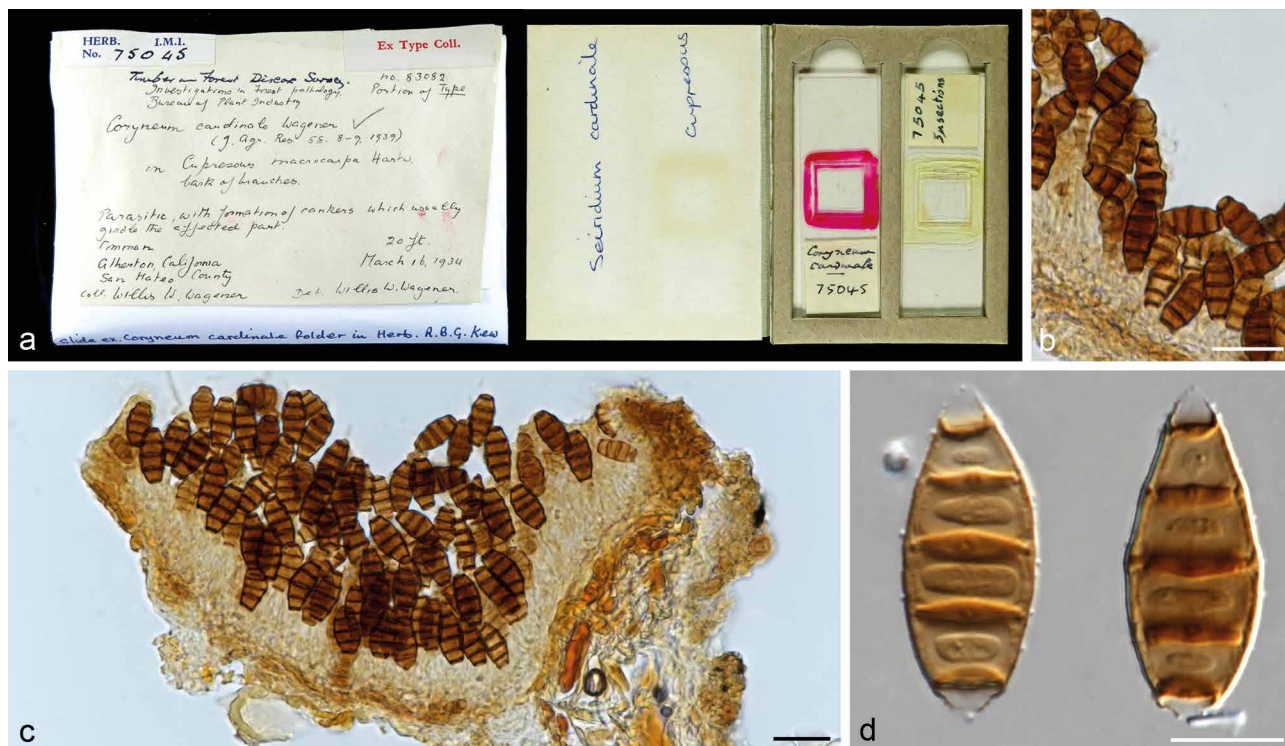 HERB. I.M.I.
No. 75045
Ex Type Coll.
Timber and Forest Disease Survey. no. 83082
Investigations in Forest pathology Portion of Type
Bureau of Plant Industry
Coryneum cardinale Wagener ✓
(J. Agr. Res. 58. 8-9. 1939)
on Cupressus macrocarpa Hartw.
bark of branches.
Parasitic, with formation of cankers which usually
girdle the affected part.
Common 20 ft.
Atherton, California March 16, 1934
San Mateo County
Coll. Willis W. Wagener Det. Willis W. Wagener.
slide ex. Coryneum cardinale folder in Herb. R.B.G. Kew
a
Seiridium cardinale
Cupressus
Coryneum
cardinale
75045
75045
In sections
b
c
d